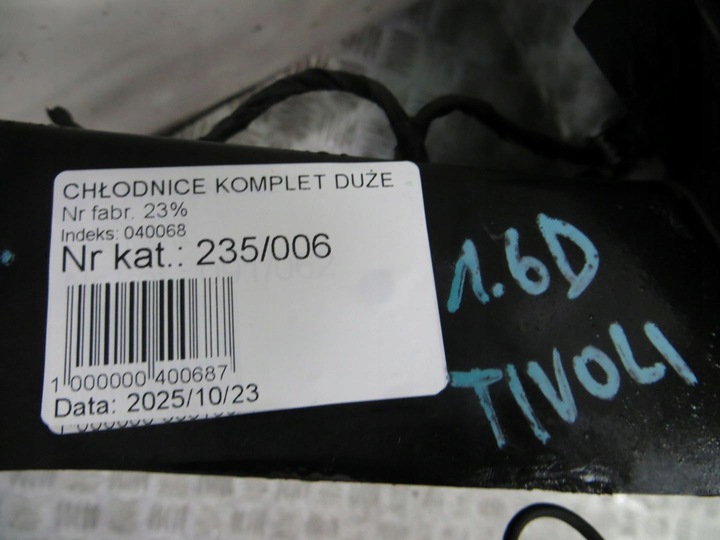 CHŁODNICE KOMPLET DUŻE
Nr fabr. 23%
Indeks: 040068
Nr kat.: 235/006
1 000000 400687
Data: 2025/10/23
1.6D
TIVOLI